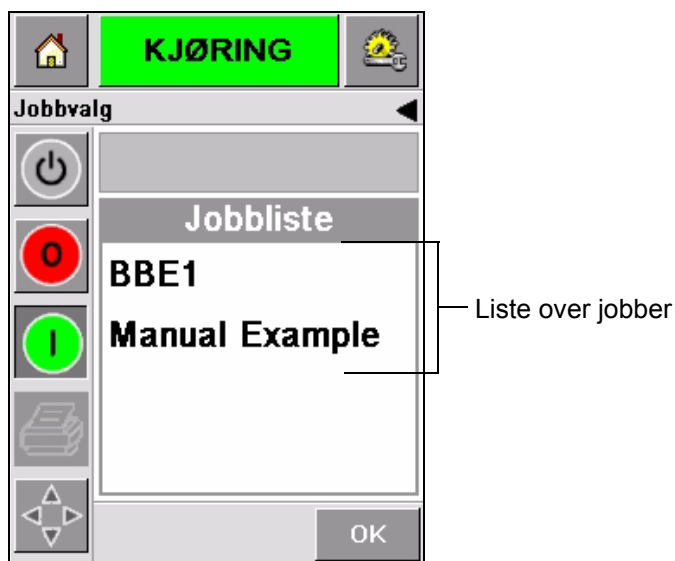 KJØRING
Jobbvalg
Jobbliste
O
BBE1
I
Manual Example
Liste over jobber
OK